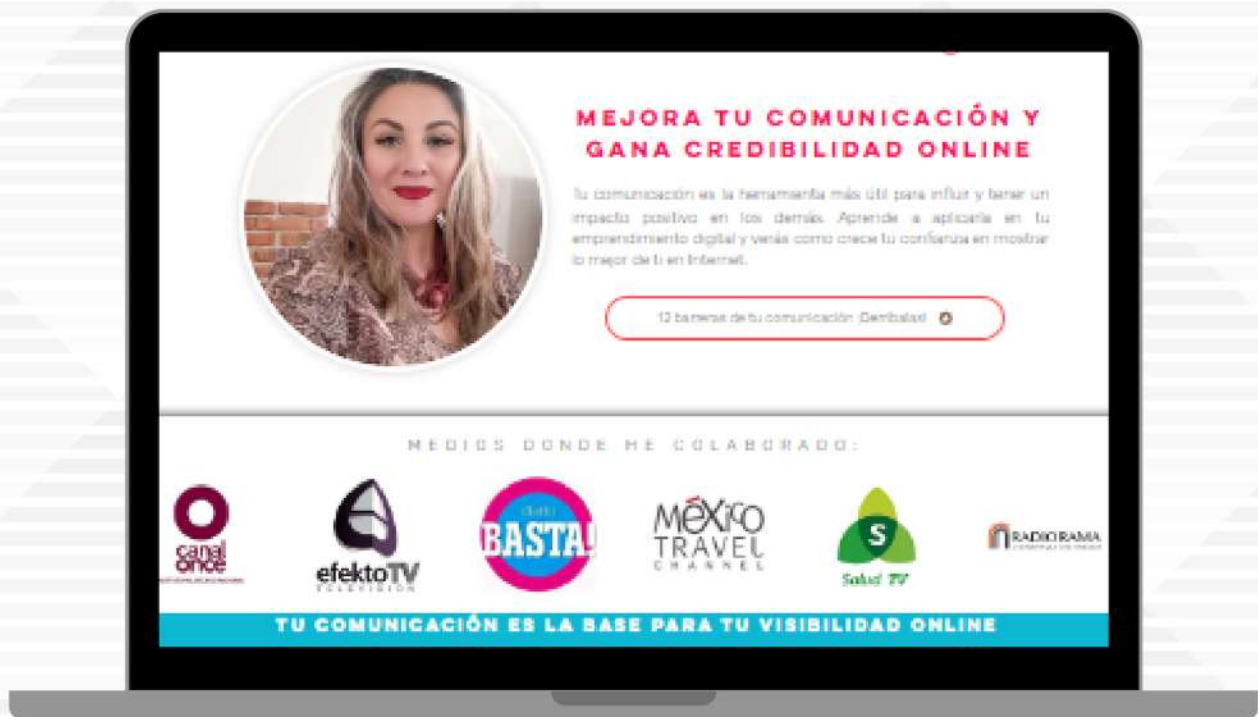 MEJORA TU COMUNICACIÓN Y
GANA CREDIBILIDAD ONLINE
Tu comunicación es la herramienta más útil para influir y tener un
impacto positivo en los demás. Aprende a aplicarla en tu
emprendimiento digital y verás como crece tu confianza en mostrar
lo mejor de ti en Internet.
12 barreras de tu comunicación ¡Derríbalas!
MEDIOS DONDE HE COLABORADO:
canal
once
efektoTV
TELEVISIÓN
diario
BASTA!
MéXiCO
TRAVEL
CHANNEL
S
Salud TV
RADIORAMA
TU COMUNICACIÓN ES LA BASE PARA TU VISIBILIDAD ONLINE